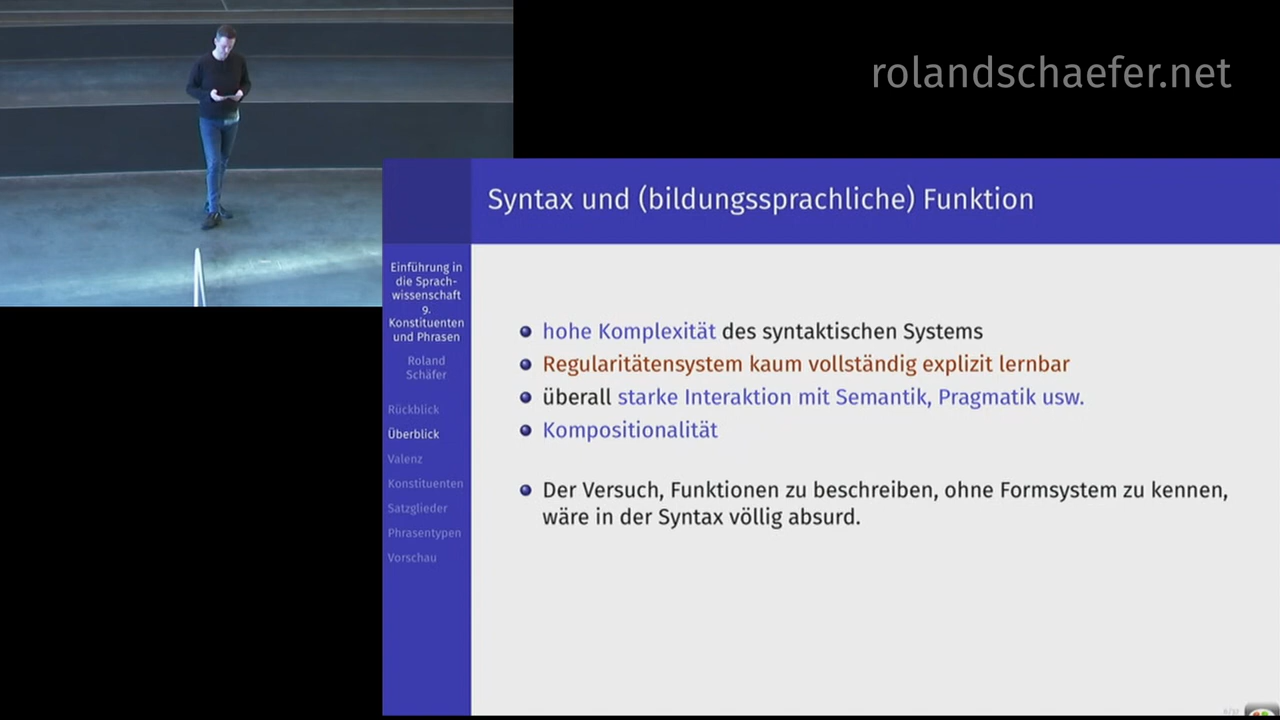 rolandschaefer.net
Syntax und (bildungssprachliche) Funktion
Einführung in
die Sprach-
wissenschaft
9.
Konstituenten
und Phrasen
Roland
Schäfer
Rückblick
Überblick
Valenz
Konstituenten
Satzglieder
Phrasentypen
Vorschau
hohe Komplexität des syntaktischen Systems
Regularitätensystem kaum vollständig explizit lernbar
überall starke Interaktion mit Semantik, Pragmatik usw.
Kompositionalität
Der Versuch, Funktionen zu beschreiben, ohne Formsystem zu kennen,
wäre in der Syntax völlig absurd.